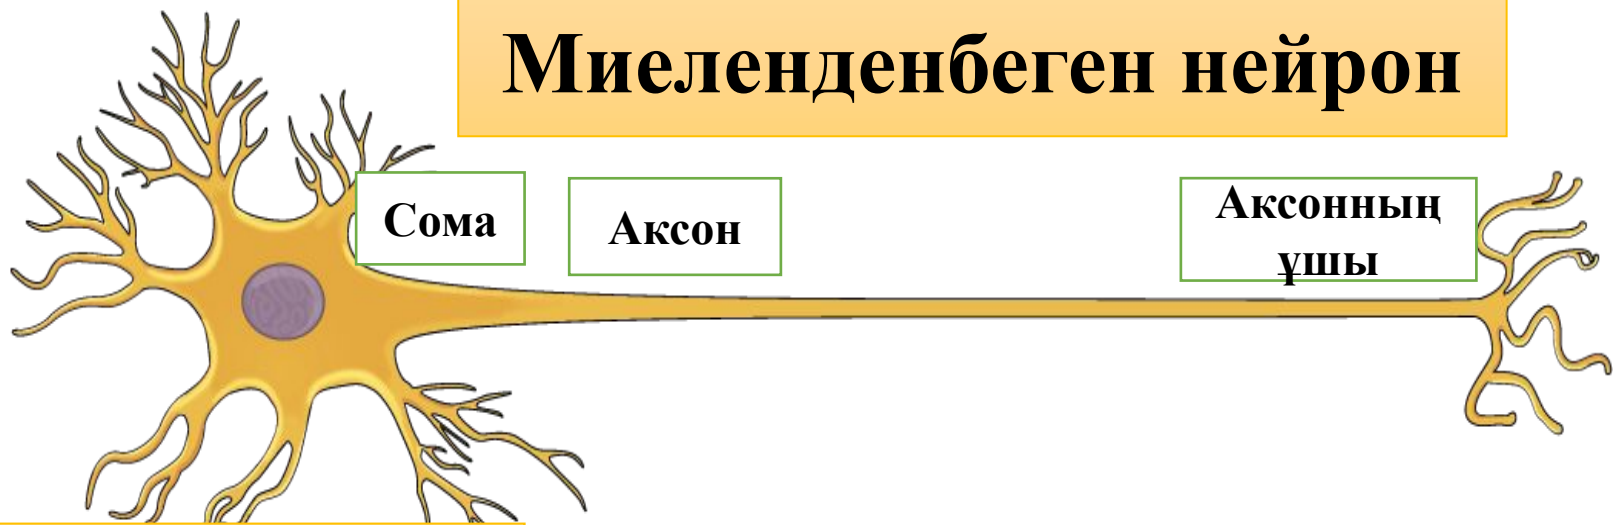 Миеленденбеген нейрон
Сома
Аксон
Аксонның
ұшы